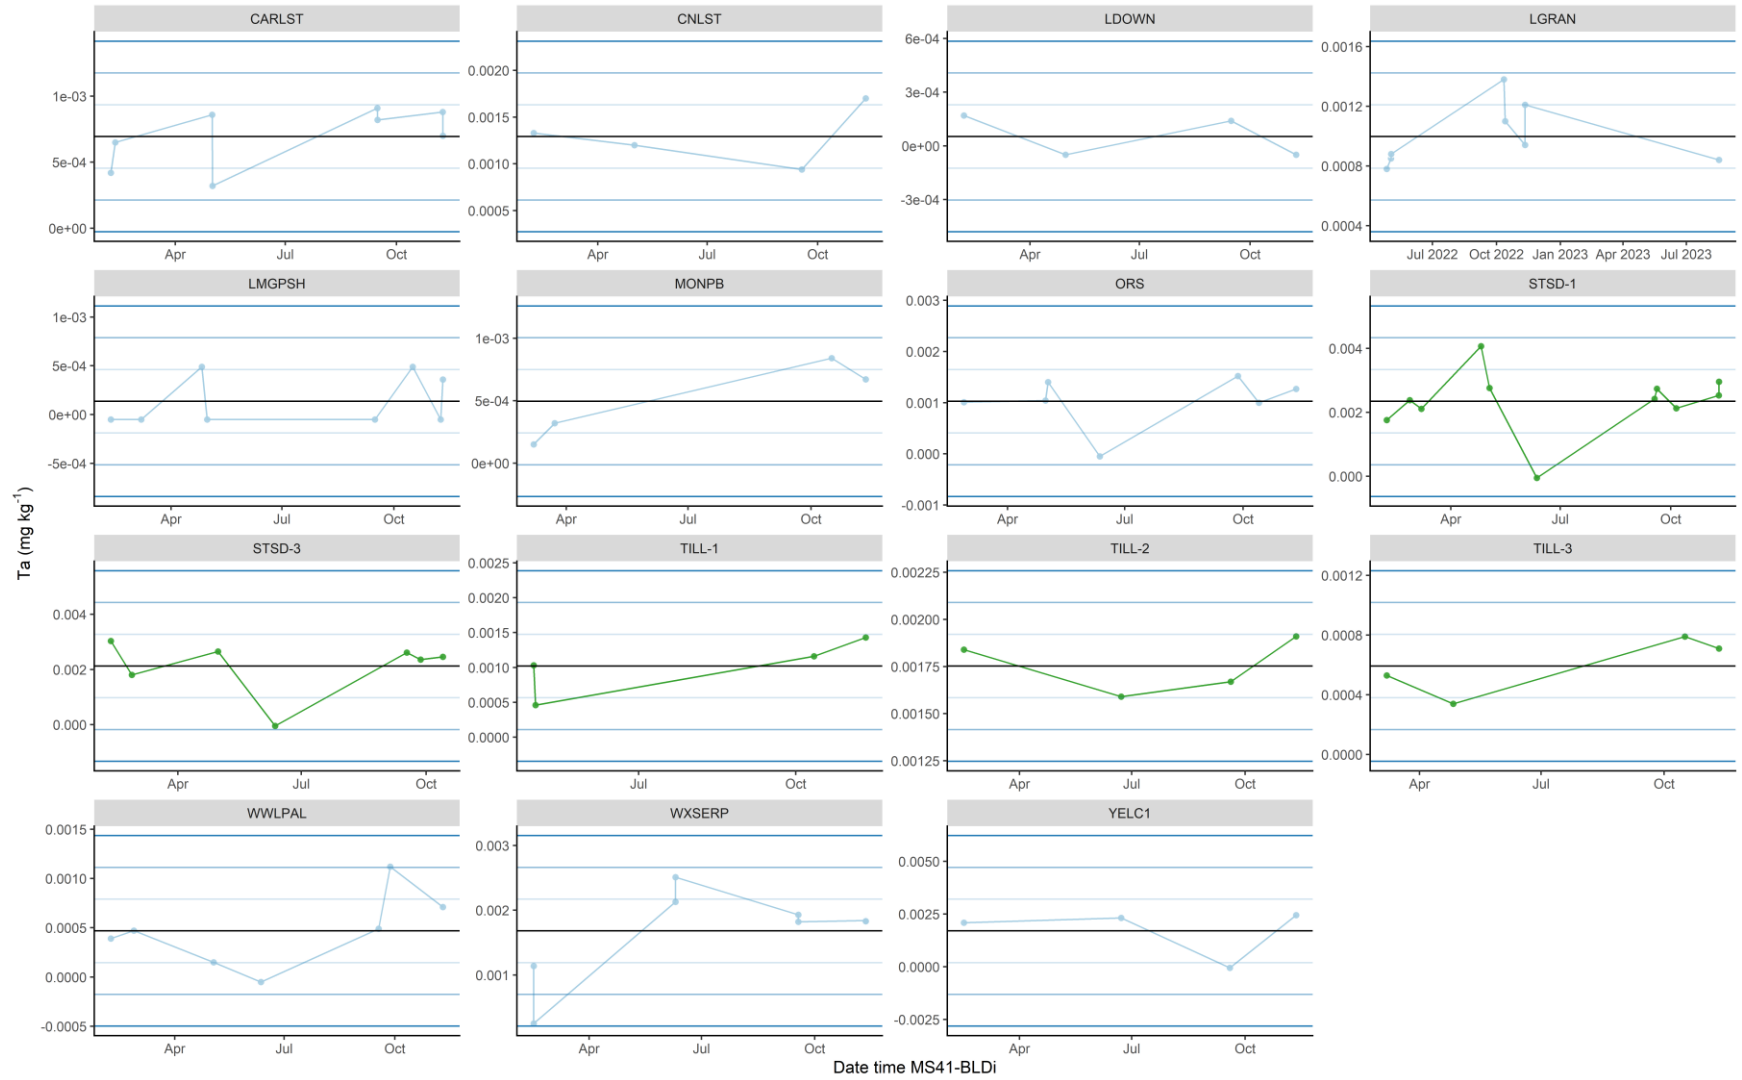 CARLST
CNLST
LDOWN
LGRAN
1e-03
5e-04
0e+00
Apr Jul Oct
0.0020
0.0015
0.0010
0.0005
Apr Jul Oct
6e-04
3e-04
0e+00
-3e-04
Apr Jul Oct
0.0016
0.0012
0.0008
0.0004
Jul 2022 Oct 2022 Jan 2023 Apr 2023 Jul 2023
LMGPSH
MONPB
ORS
STSD-1
1e-03
5e-04
0e+00
-5e-04
Apr Jul Oct
1e-03
5e-04
0e+00
Apr Jul Oct
0.003
0.002
0.001
0.000
-0.001
Apr Jul Oct
0.004
0.002
0.000
Apr Jul Oct
Ta (mg kg⁻¹)
STSD-3
TILL-1
TILL-2
TILL-3
0.004
0.002
0.000
Apr Jul Oct
0.0025
0.0020
0.0015
0.0010
0.0005
0.0000
Jul Oct
0.00225
0.00200
0.00175
0.00150
0.00125
Apr Jul Oct
0.0012
0.0008
0.0004
0.0000
Apr Jul Oct
WWLPAL
WXSERP
YELC1
0.0015
0.0010
0.0005
0.0000
-0.0005
Apr Jul Oct
0.003
0.002
0.001
Apr Jul Oct
0.0050
0.0025
0.0000
-0.0025
Apr Jul Oct
Date time MS41-BLDi